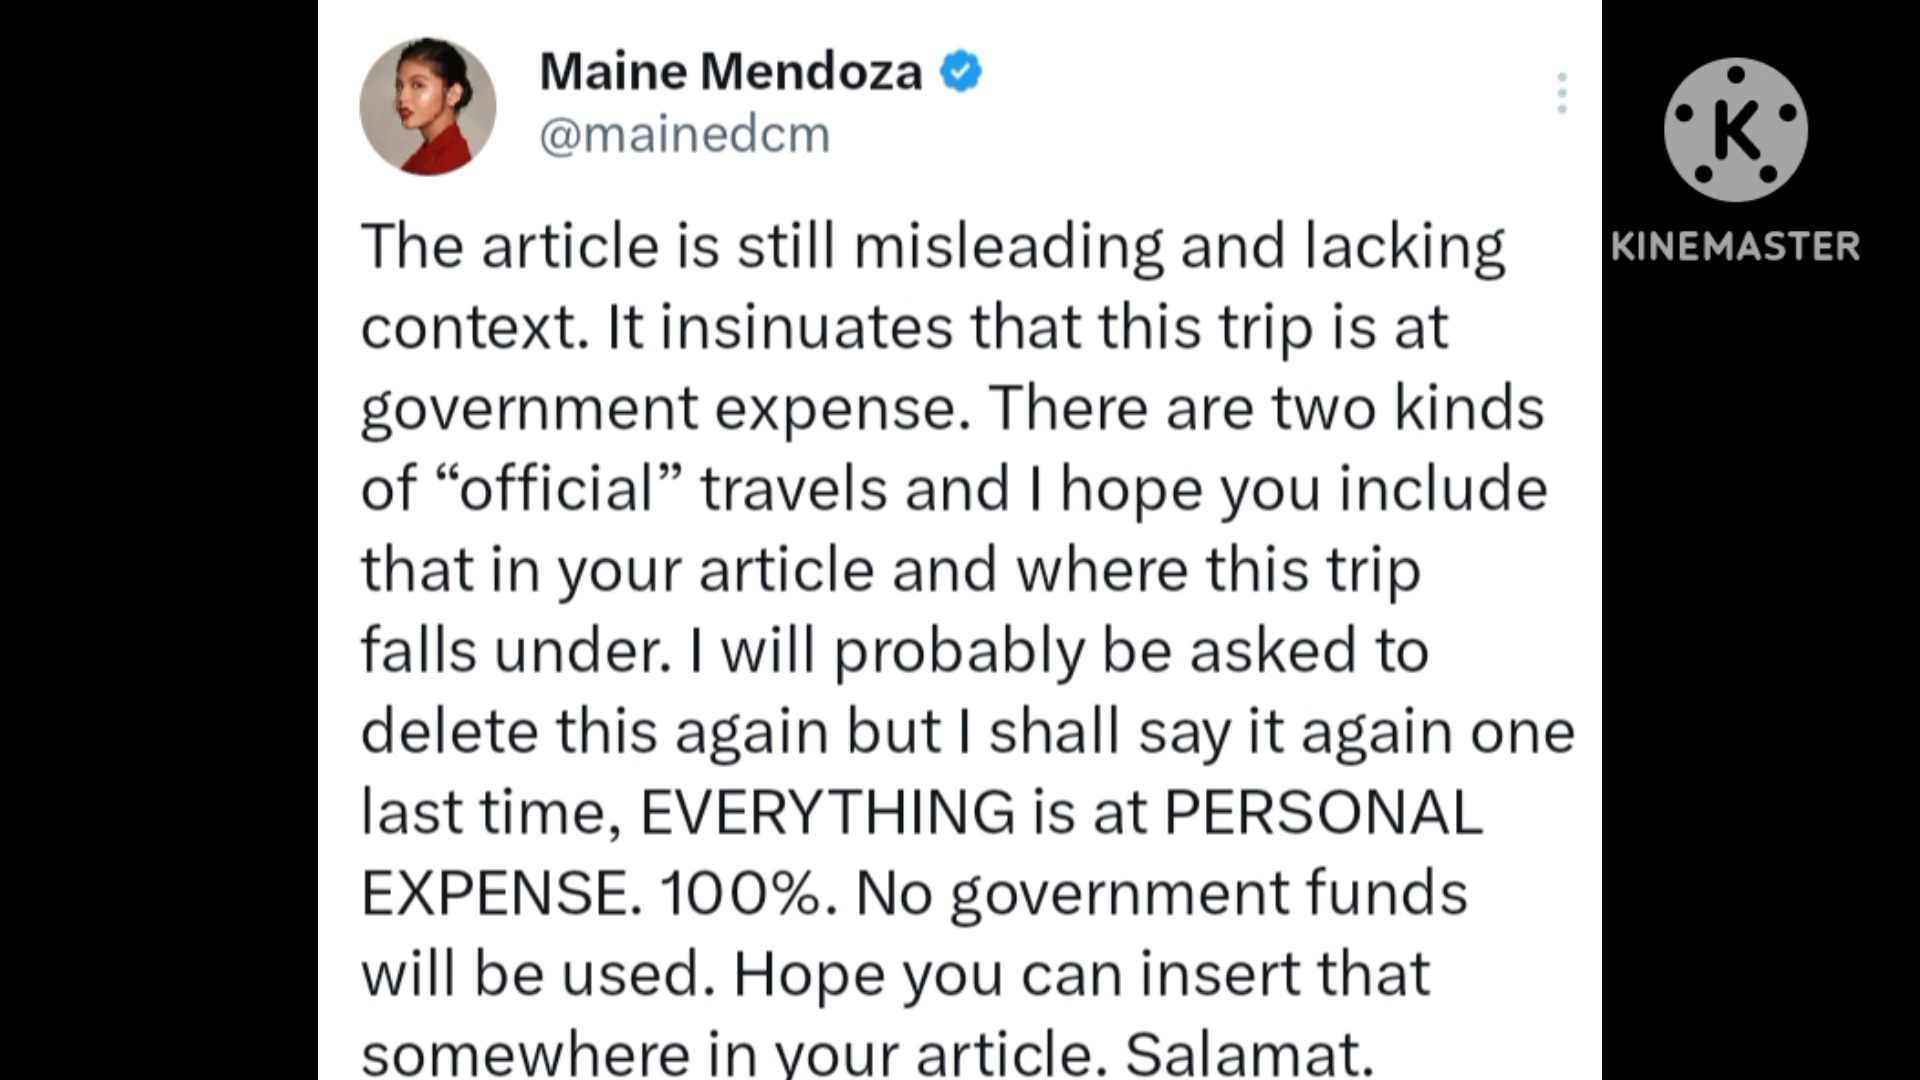 Maine Mendoza
@mainedcm
The article is still misleading and lacking
context. It insinuates that this trip is at
government expense. There are two kinds
of “official” travels and I hope you include
that in your article and where this trip
falls under. I will probably be asked to
delete this again but I shall say it again one
last time, EVERYTHING is at PERSONAL
EXPENSE. 100%. No government funds
will be used. Hope you can insert that
somewhere in your article. Salamat.
K
KINEMASTER